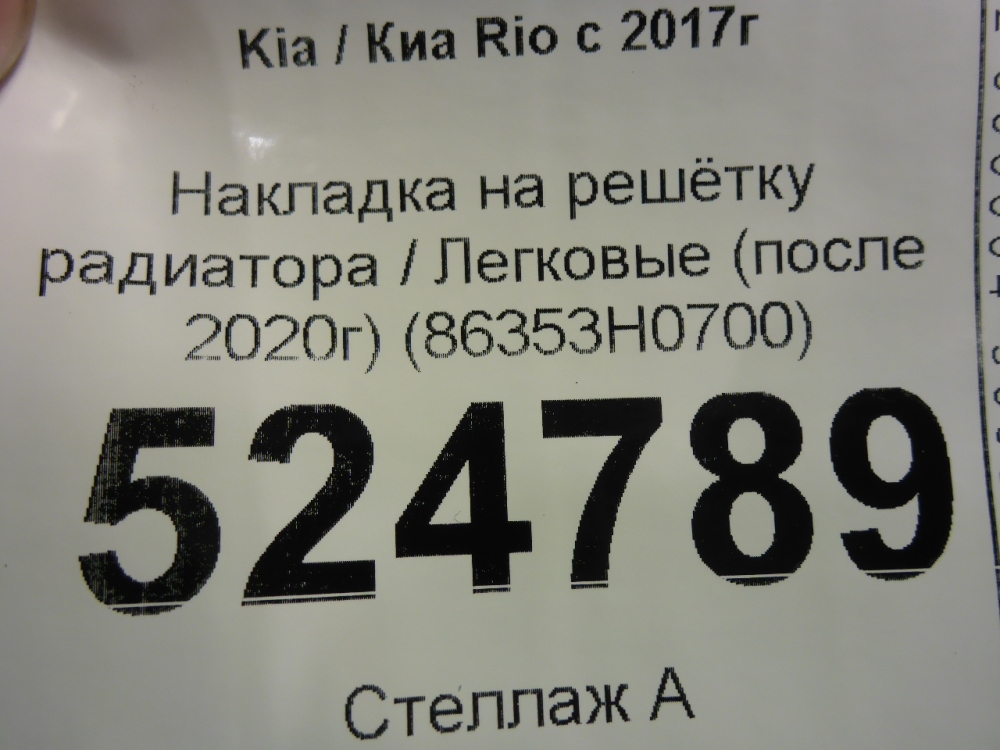 Kia / Киа Rio с 2017г
Накладка на решётку
радиатора / Легковые (после
2020г) (86353H0700)
524789
Стеллаж А